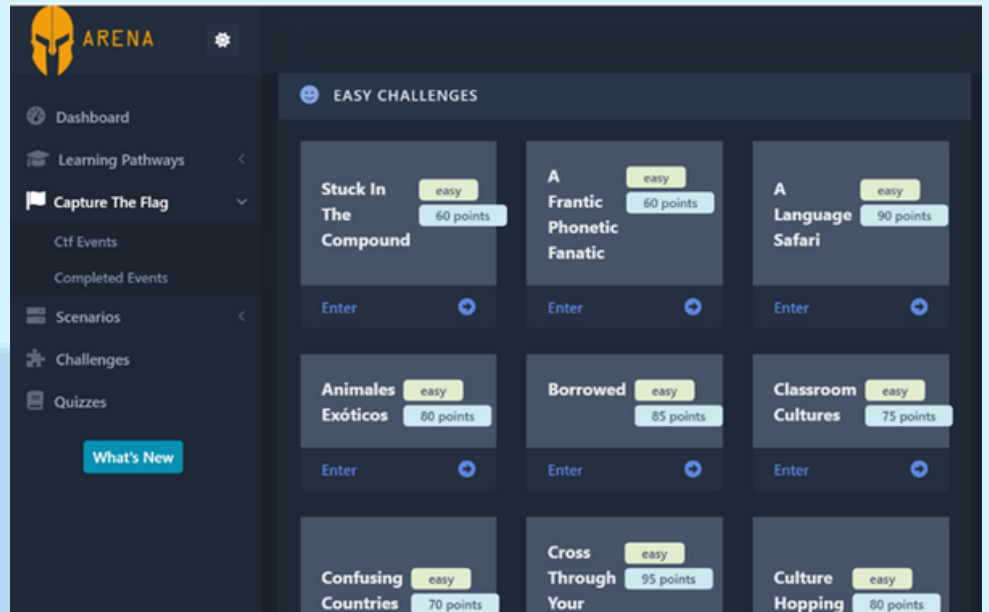 ARENA
Dashboard
Learning Pathways
Capture The Flag
Ctf Events
Completed Events
Scenarios
Challenges
Quizzes
What's New
EASY CHALLENGES
Stuck In
The
Compound
easy
60 points
Enter
A
Frantic
Phonetic
Fanatic
easy
60 points
Enter
A
Language
Safari
easy
90 points
Enter
Animales
Exóticos
easy
80 points
Enter
Borrowed
easy
85 points
Enter
Classroom
Cultures
easy
75 points
Enter
Confusing
Countries
easy
70 points
Cross
Through
Your
easy
95 points
Culture
Hopping
easy
80 points